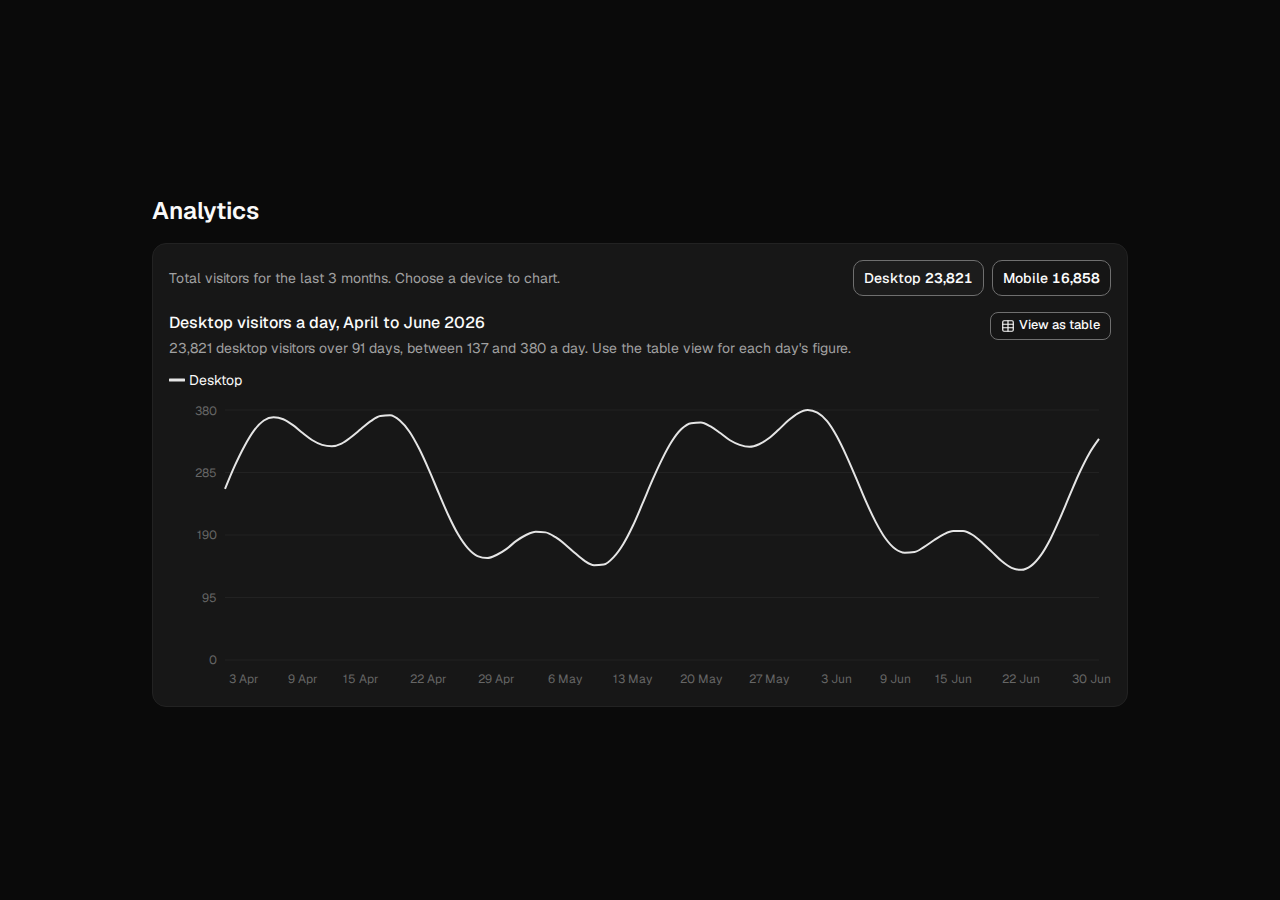 Analytics
Total visitors for the last 3 months. Choose a device to chart.
Desktop 23,821
Mobile 16,858
Desktop visitors a day, April to June 2026
View as table
23,821 desktop visitors over 91 days, between 137 and 380 a day. Use the table view for each day's figure.
Desktop
380
285
190
95
0
3 Apr 9 Apr 15 Apr 22 Apr 29 Apr 6 May 13 May 20 May 27 May 3 Jun 9 Jun 15 Jun 22 Jun 30 Jun